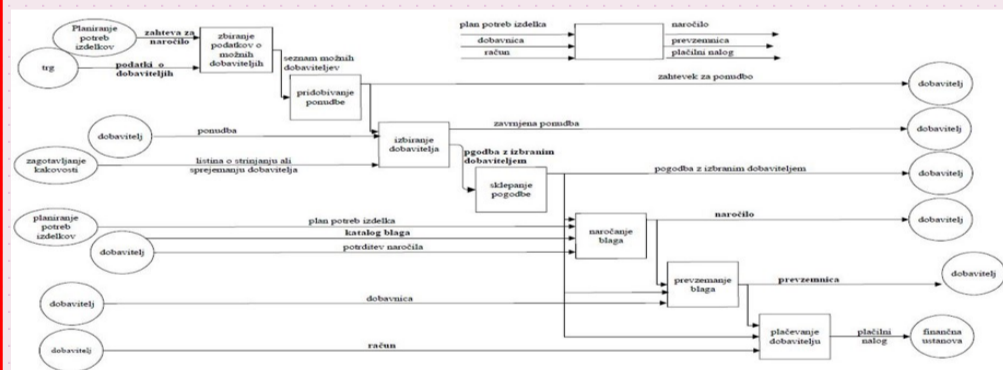 Planiranje
potreb
izdelkov
zahteva za
naročilo
zbiranje
podatkov o
možnih
dobaviteljih
plan potreb izdelka
dobavnica
račun
naročilo
prevzemnica
plačilni nalog
trg
podatki o
dobaviteljih
seznam možnih
dobaviteljev
pridobivanje
ponudbe
zahtevek za ponudbo
dobavitelj
dobavitelj
ponudba
izbiranje
dobavitelja
zavrnjena ponudba
dobavitelj
zagotavljanje
kakovosti
listina o strinjanju ali
sprejemanju dobavitelja
pgodba z izbranim
dobaviteljem
sklepanje
pogodbe
pogodba z izbranim dobaviteljem
dobavitelj
planiranje
potreb
izdelkov
plan potreb izdelka
katalog blaga
dobavitelj
potrditev naročila
naročanje
blaga
naročilo
dobavitelj
dobavitelj
dobavnica
prevzemanje
blaga
prevzemnica
dobavitelj
dobavitelj
račun
plačevanje
dobavitelju
plačilni
nalog
finančna
ustanova